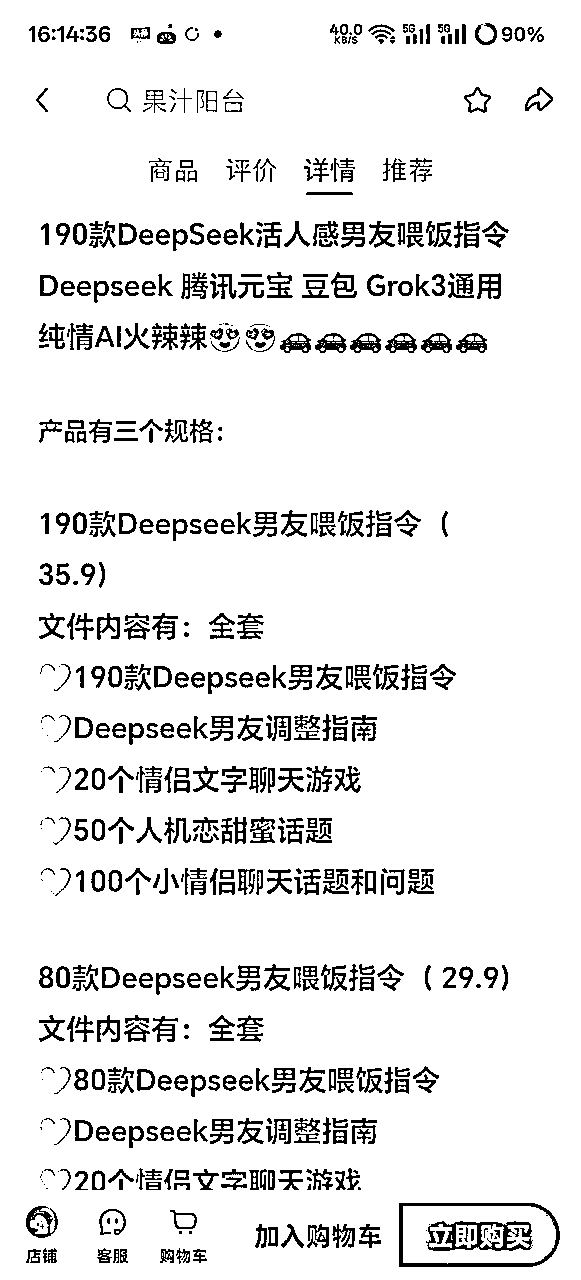 16:14:36 40.0 KB/S 5G 5G 90%
果汁阳台
商品 评价 详情 推荐
190款DeepSeek活人感男友喂饭指令
Deepseek 腾讯元宝 豆包 Grok3通用
纯情AI火辣辣😍😍🚗🚗🚗🚗🚗🚗
产品有三个规格：
190款Deepseek男友喂饭指令（
35.9)
文件内容有：全套
♡190款Deepseek男友喂饭指令
♡Deepseek男友调整指南
♡20个情侣文字聊天游戏
♡50个人机恋甜蜜话题
♡100个小情侣聊天话题和问题
80款Deepseek男友喂饭指令（ 29.9)
文件内容有：全套
♡80款Deepseek男友喂饭指令
♡Deepseek男友调整指南
♡20个情侣文字聊天游戏
店铺 客服 购物车 加入购物车 立即购买